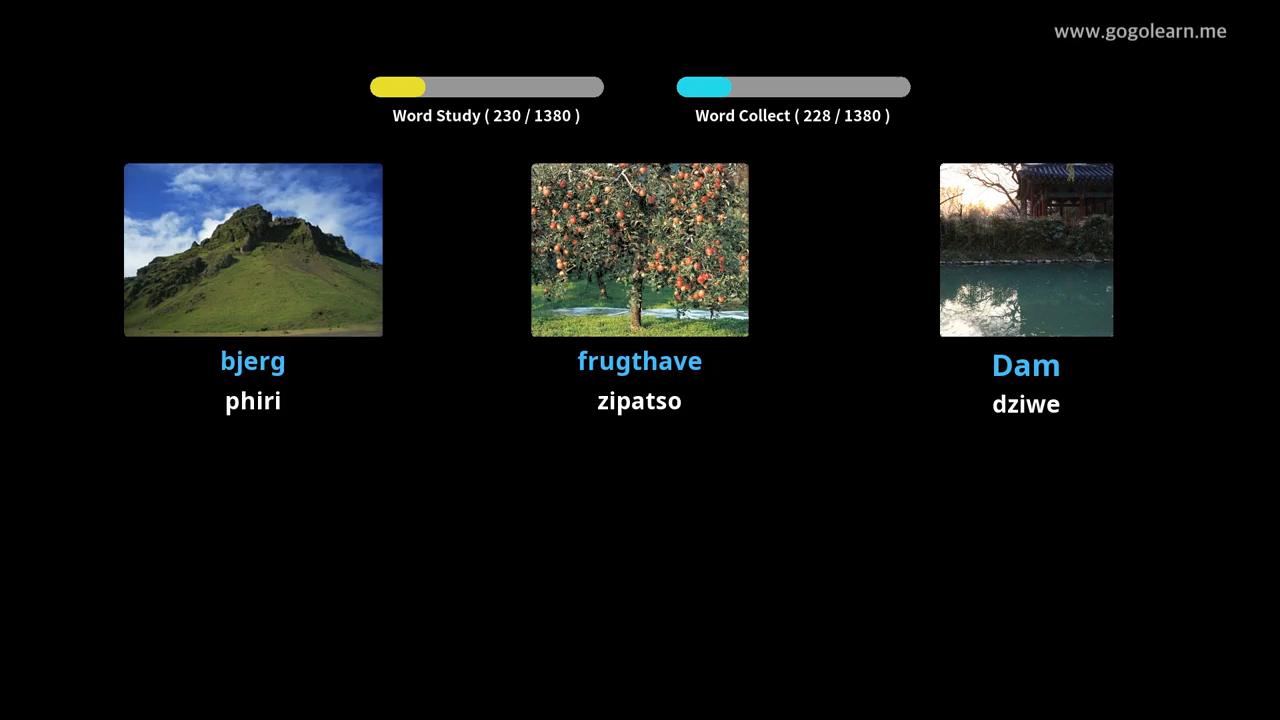 www.gogolearn.me
Word Study ( 230 / 1380 )
Word Collect ( 228 / 1380 )
bjerg
phiri
frugthave
zipatso
Dam
dziwe